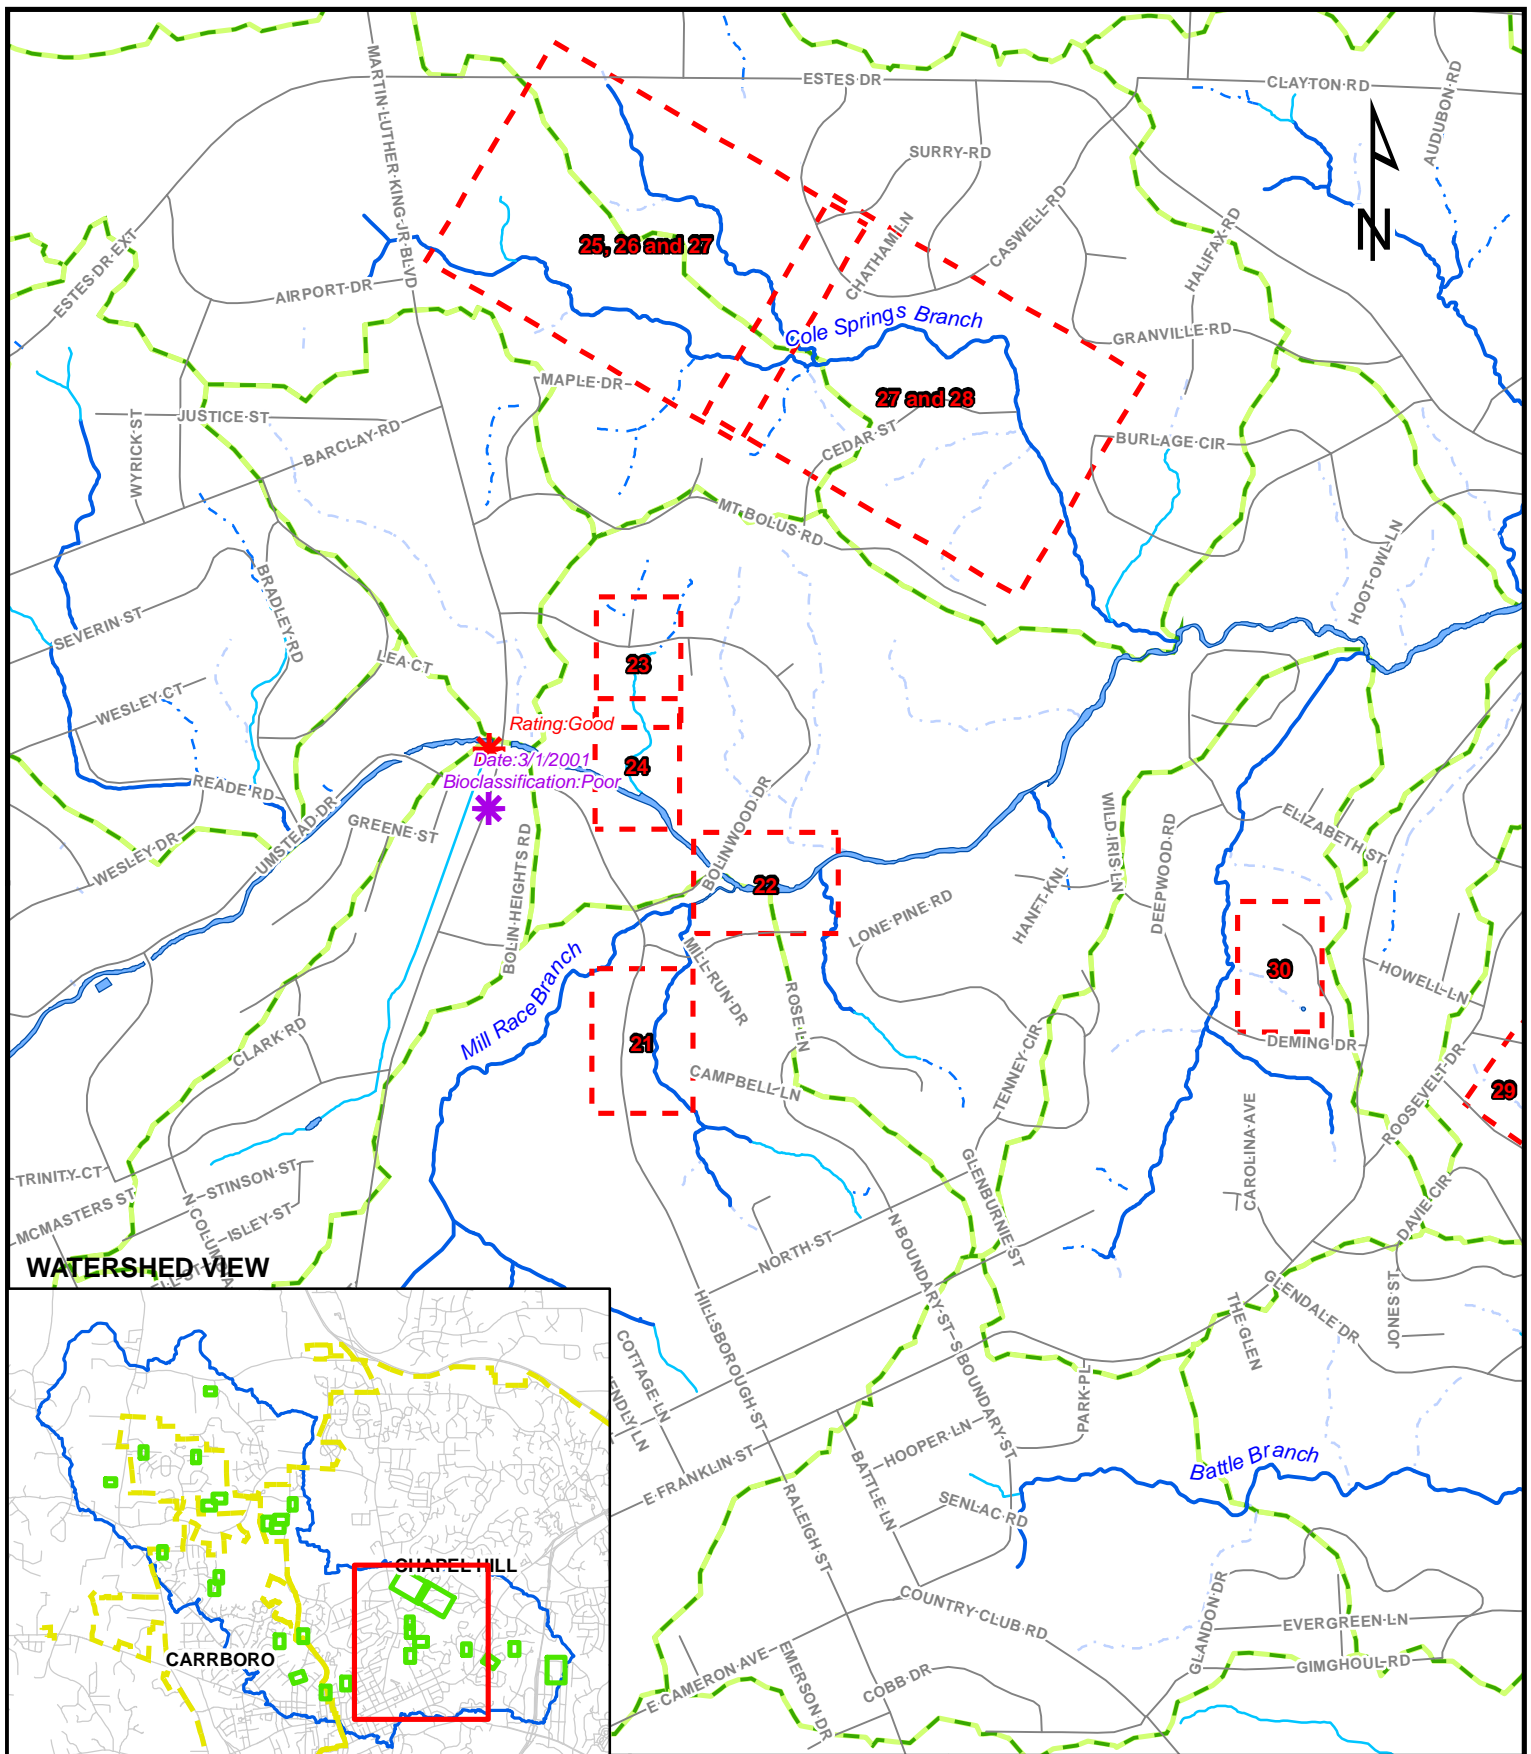 ESTES DR
CLAYTON RD
AUDUBON RD
MARTIN LUTHER KING JR BLVD
SURRY RD
CASWELL RD
HALIFAX RD
CHATHAM LN
N
ESTES DR EXT
25, 26 and 27
AIRPORT DR
Cole Springs Branch
GRANVILLE RD
MAPLE DR
27 and 28
JUSTICE ST
WYRICK ST
BARCLAY RD
CEDAR ST
BURLAGE CIR
MT BOLUS RD
HOOT OWL LN
BRADLEY RD
SEVERIN ST
LEA CT
23
WESLEY CT
Rating:Good
Date:3/1/2001
Bioclassification:Poor
24
READE RD
UMSTEAD DR
GREENE ST
WESLEY DR
BOLIN HEIGHTS RD
BOLINWOOD DR
22
WILD IRIS LN
DEEPWOOD RD
ELIZABETH ST
HANFT KNL
LONE PINE RD
Mill Race Branch
MILL RUN DR
ROSE LN
30
HOWELL LN
21
CLARK RD
CAMPBELL LN
TENNEY CIR
DEMING DR
ROOSEVELT DR
29
CAROLINA AVE
TRINITY CT
STINSON ST
MCMASTERS ST
ISLEY ST
N COLUMBIA
GLENBURNIE ST
DAVIE CIR
NORTH ST
N BOUNDARY ST
S BOUNDARY ST
WATERSHED VIEW
GLENDALE DR
THE GLEN
JONES ST
HILLSBOROUGH ST
COTTAGE LN
PARK PL
E FRANKLIN ST
HOOPER LN
BATTLE LN
RALEIGH ST
SENLAC RD
Battle Branch
COUNTRY CLUB RD
GLANDON DR
EVERGREEN LN
GIMGHOUL RD
E CAMERON AVE
EMERSON DR
COBB DR
CHAPEL HILL
CARRBORO